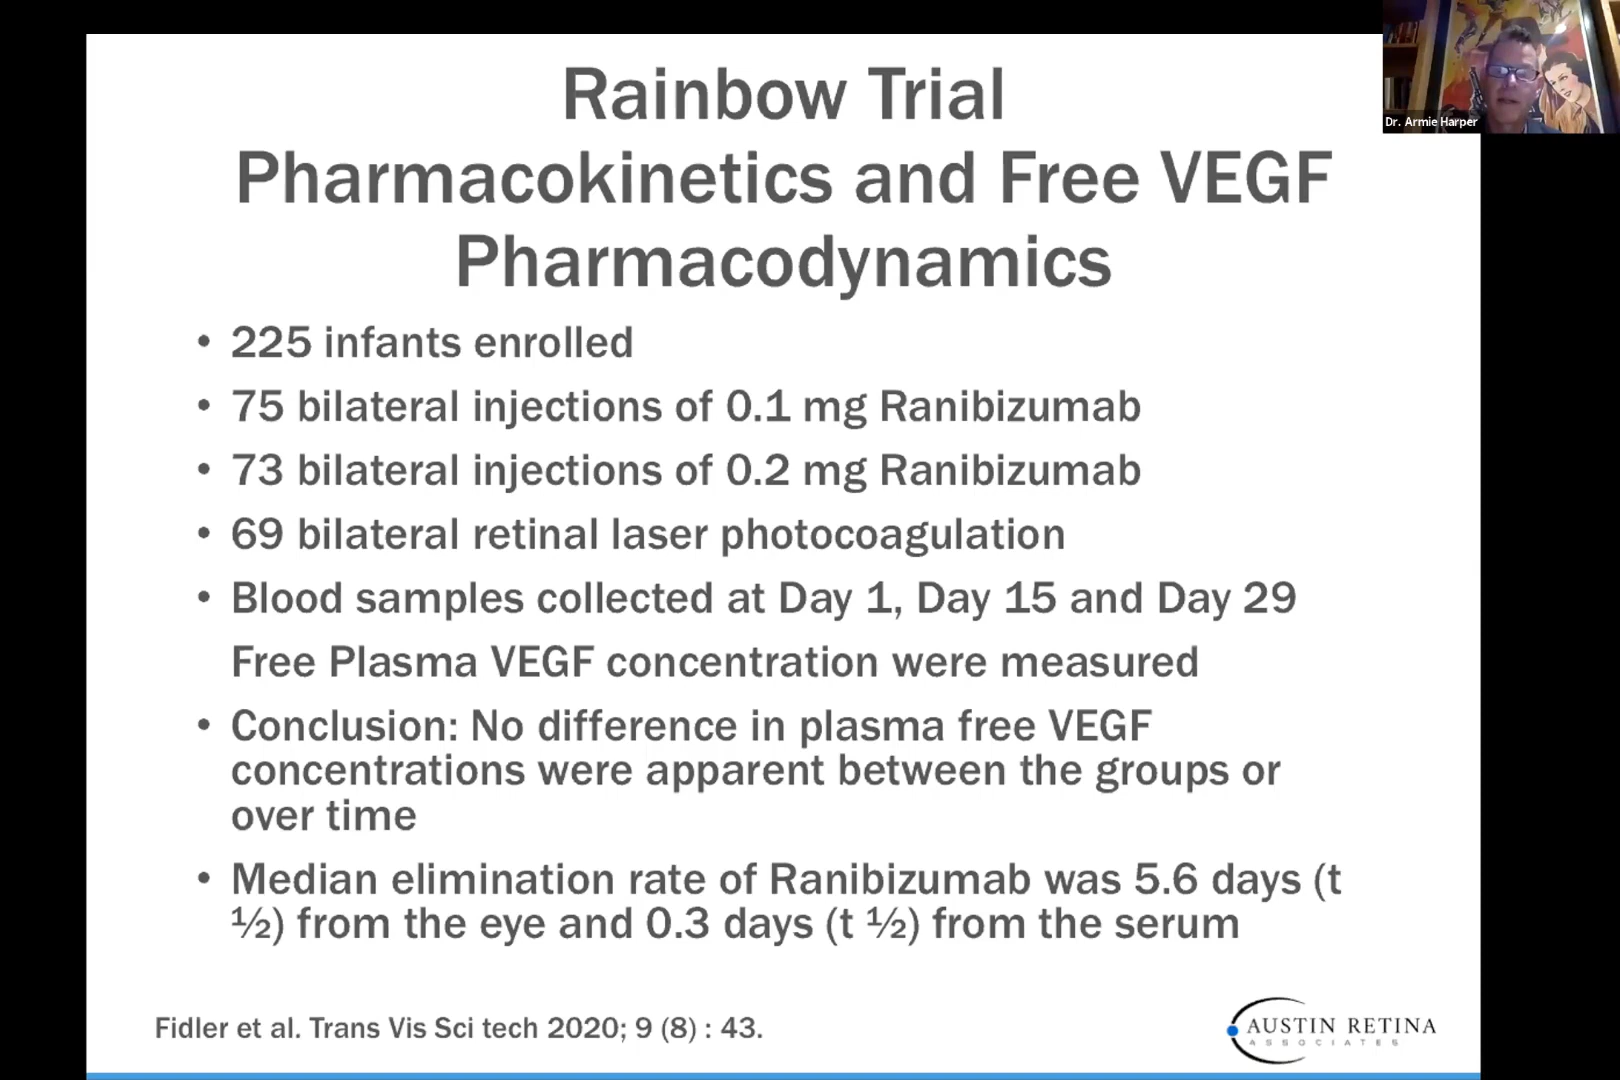 Rainbow Trial
Pharmacokinetics and Free VEGF
Pharmacodynamics
• 225 infants enrolled
• 75 bilateral injections of 0.1 mg Ranibizumab
• 73 bilateral injections of 0.2 mg Ranibizumab
• 69 bilateral retinal laser photocoagulation
• Blood samples collected at Day 1, Day 15 and Day 29
Free Plasma VEGF concentration were measured
• Conclusion: No difference in plasma free VEGF
concentrations were apparent between the groups or
over time
• Median elimination rate of Ranibizumab was 5.6 days (t
½) from the eye and 0.3 days (t ½) from the serum
Fidler et al. Trans Vis Sci tech 2020; 9 (8) : 43.
AUSTIN RETINA
ASSOCIATES
Dr. Armie Harper